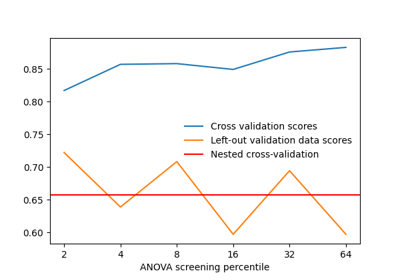 0.85
0.80
0.75
0.70
0.65
0.60
Cross validation scores
Left-out validation data scores
Nested cross-validation
2 4 8 16 32 64
ANOVA screening percentile